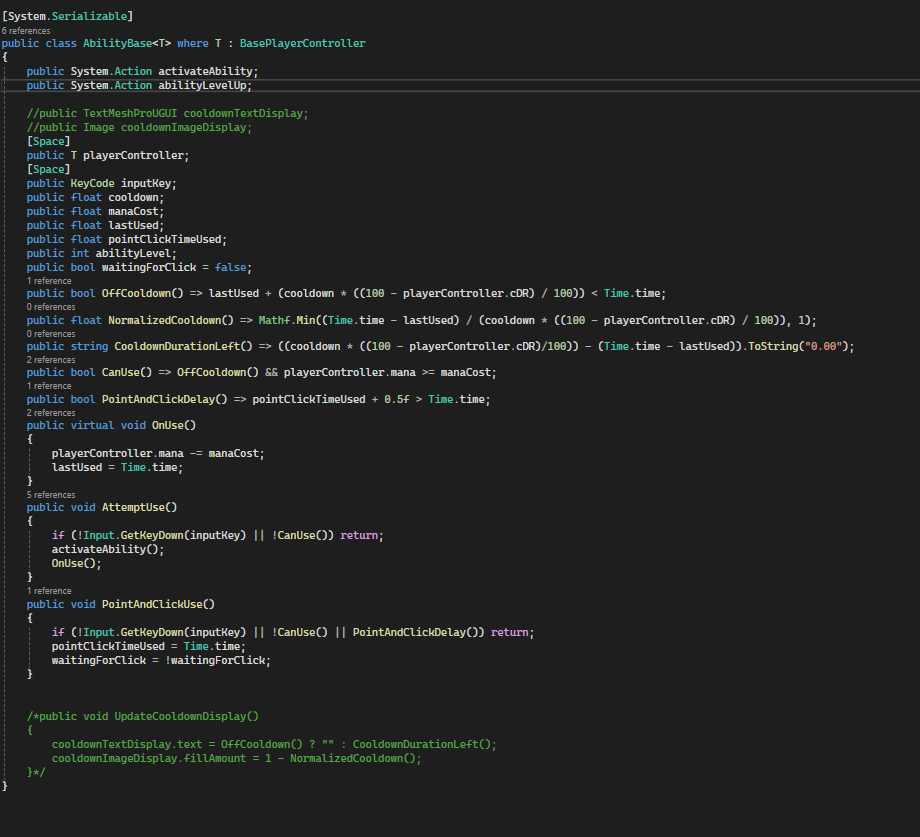 [System.Serializable]
6 references
public class AbilityBase<T> where T : BasePlayerController
{
public System.Action activateAbility;
public System.Action abilityLevelUp;
//public TextMeshProUGUI cooldownTextDisplay;
//public Image cooldownImageDisplay;
[Space]
public T playerController;
[Space]
public KeyCode inputKey;
public float cooldown;
public float manaCost;
public float lastUsed;
public float pointClickTimeUsed;
public int abilityLevel;
public bool waitingForClick = false;
1 reference
public bool OffCooldown() => lastUsed + (cooldown * ((100 - playerController.cDR) / 100)) < Time.time;
0 references
public float NormalizedCooldown() => Mathf.Min((Time.time - lastUsed) / (cooldown * ((100 - playerController.cDR) / 100)), 1);
0 references
public string CooldownDurationLeft() => ((cooldown * ((100 - playerController.cDR)/100)) - (Time.time - lastUsed)).ToString("0.00");
2 references
public bool CanUse() => OffCooldown() && playerController.mana >= manaCost;
1 reference
public bool PointAndClickDelay() => pointClickTimeUsed + 0.5f > Time.time;
2 references
public virtual void OnUse()
{
playerController.mana -= manaCost;
lastUsed = Time.time;
}
5 references
public void AttemptUse()
{
if (!Input.GetKeyDown(inputKey) || !CanUse()) return;
activateAbility();
OnUse();
}
1 reference
public void PointAndClickUse()
{
if (!Input.GetKeyDown(inputKey) || !CanUse() || PointAndClickDelay()) return;
pointClickTimeUsed = Time.time;
waitingForClick = !waitingForClick;
}
/*public void UpdateCooldownDisplay()
{
cooldownTextDisplay.text = OffCooldown() ? "" : CooldownDurationLeft();
cooldownImageDisplay.fillAmount = 1 - NormalizedCooldown();
}*/
}